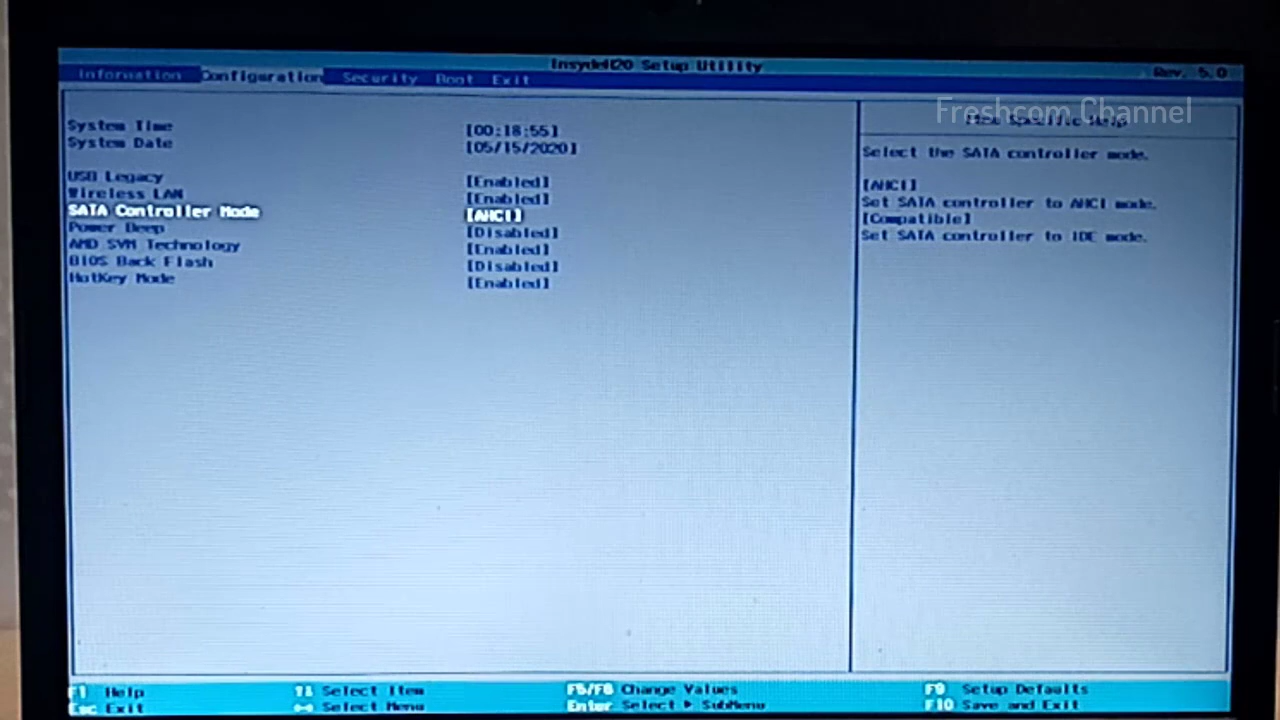 InsydeH20 Setup Utility
Rev. 5.0
Information Configuration Security Boot Exit
Freshcom Channel
Item Specific Help
System Time [00:18:55]
System Date [05/15/2020]
USB Legacy [Enabled]
Wireless LAN [Enabled]
SATA Controller Mode [AHCI]
Power Beep [Disabled]
AMD SVM Technology [Enabled]
BIOS Back Flash [Disabled]
HotKey Mode [Enabled]
Select the SATA controller mode.
[AHCI]
Set SATA controller to AHCI mode.
[Compatible]
Set SATA controller to IDE mode.
F1 Help ↑↓ Select Item F5/F6 Change Values F9 Setup Defaults
Esc Exit ↔ Select Menu Enter Select ▶ SubMenu F10 Save and Exit